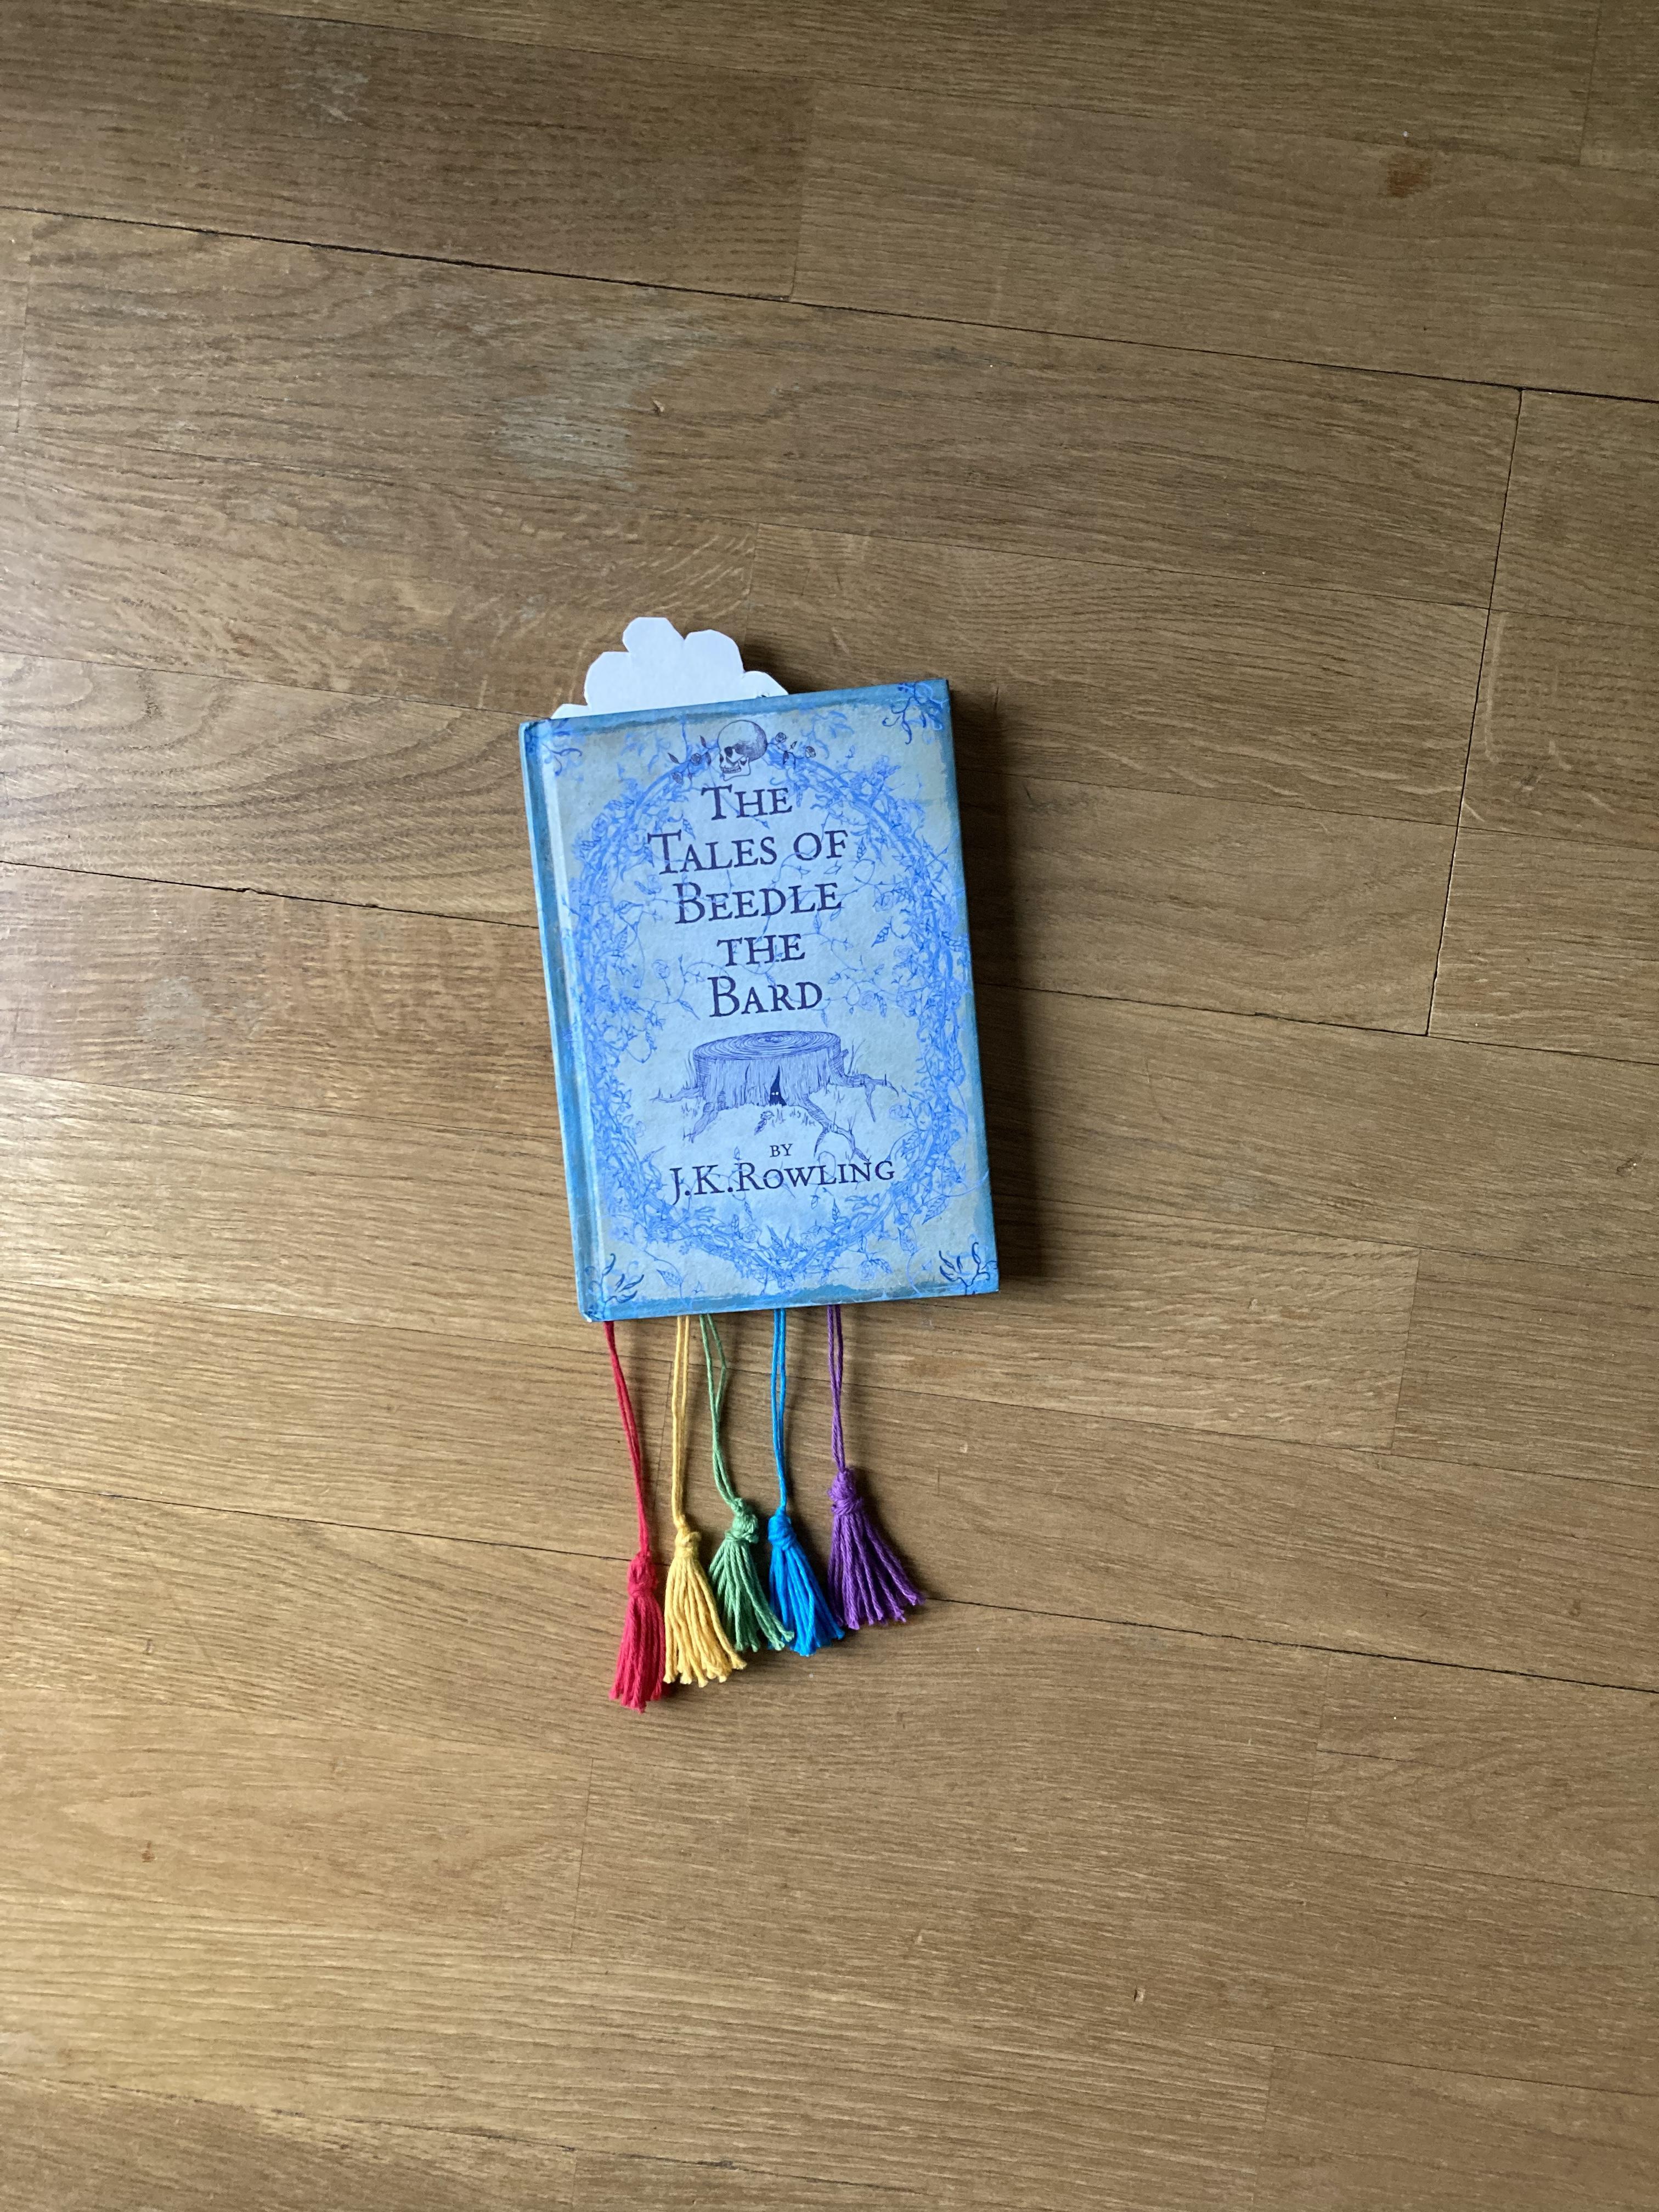 THE
TALES OF
BEEDLE
THE
BARD
BY
J.K.ROWLING